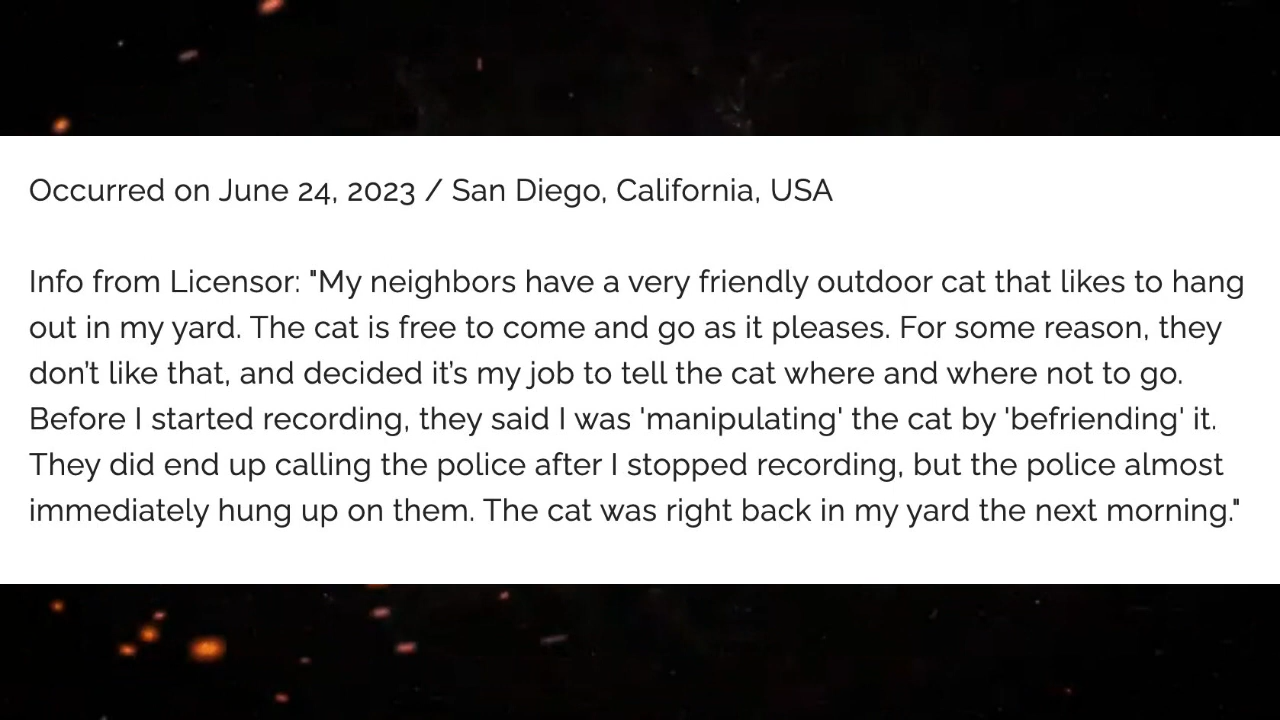 Occurred on June 24, 2023 / San Diego, California, USA
Info from Licensor: "My neighbors have a very friendly outdoor cat that likes to hang
out in my yard. The cat is free to come and go as it pleases. For some reason, they
don't like that, and decided it's my job to tell the cat where and where not to go.
Before I started recording, they said I was 'manipulating' the cat by 'befriending' it.
They did end up calling the police after I stopped recording, but the police almost
immediately hung up on them. The cat was right back in my yard the next morning."